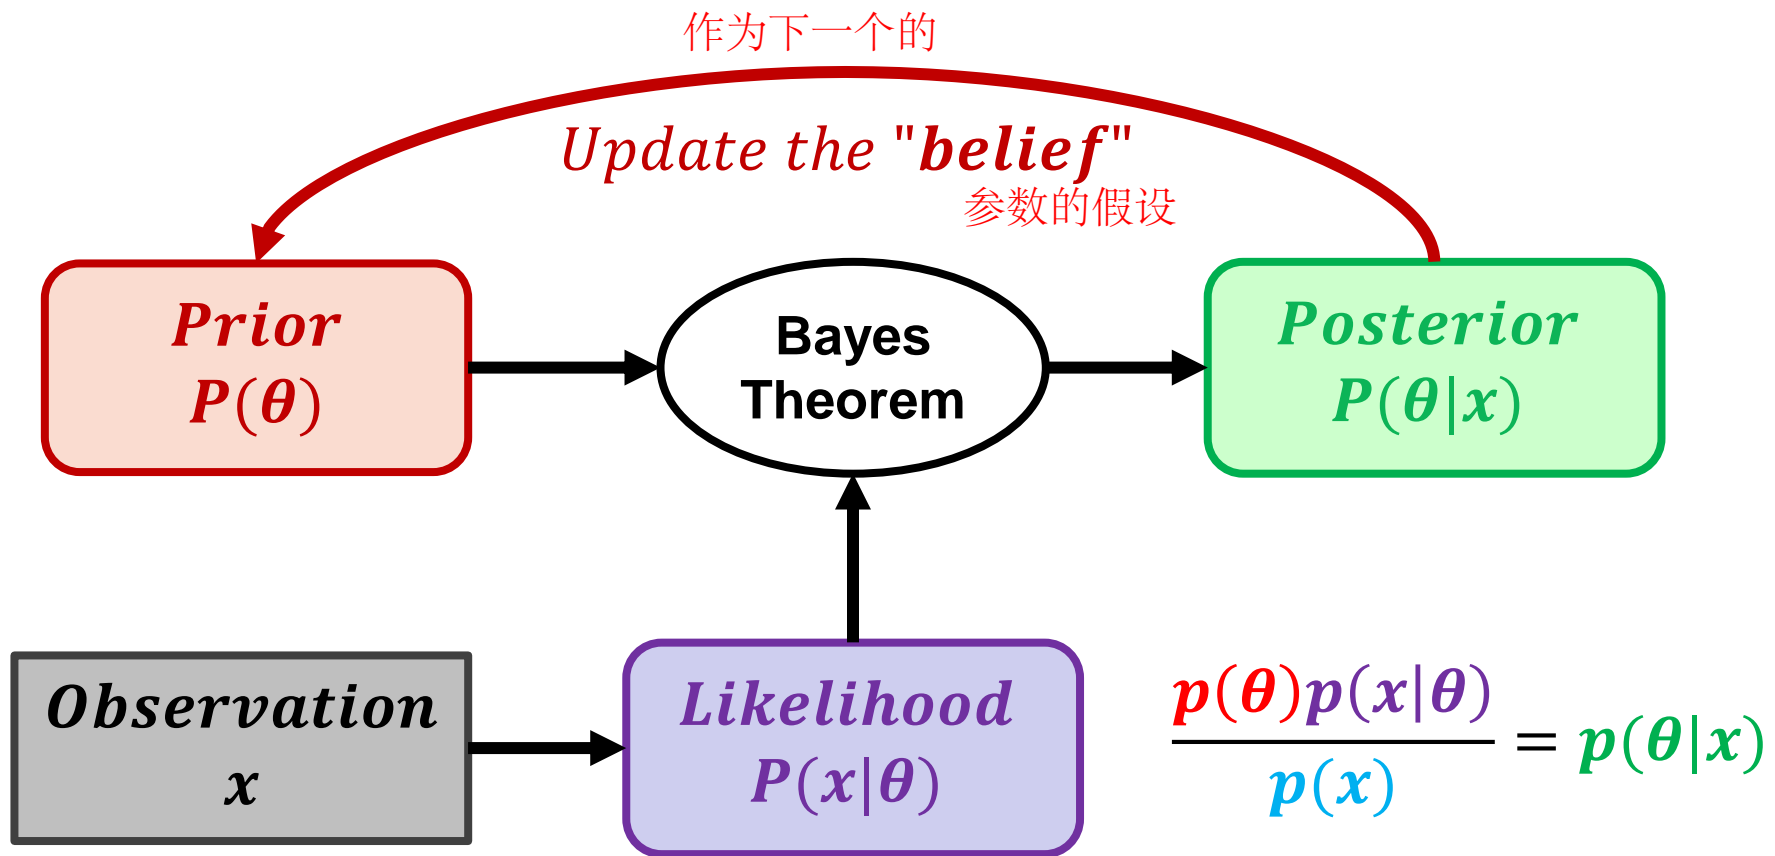 作为下一个的
Update the "belief"
参数的假设
Prior
P(θ)
Bayes
Theorem
Posterior
P(θ|x)
Observation
x
Likelihood
P(x|θ)
p(θ)p(x|θ)
p(x)
= p(θ|x)